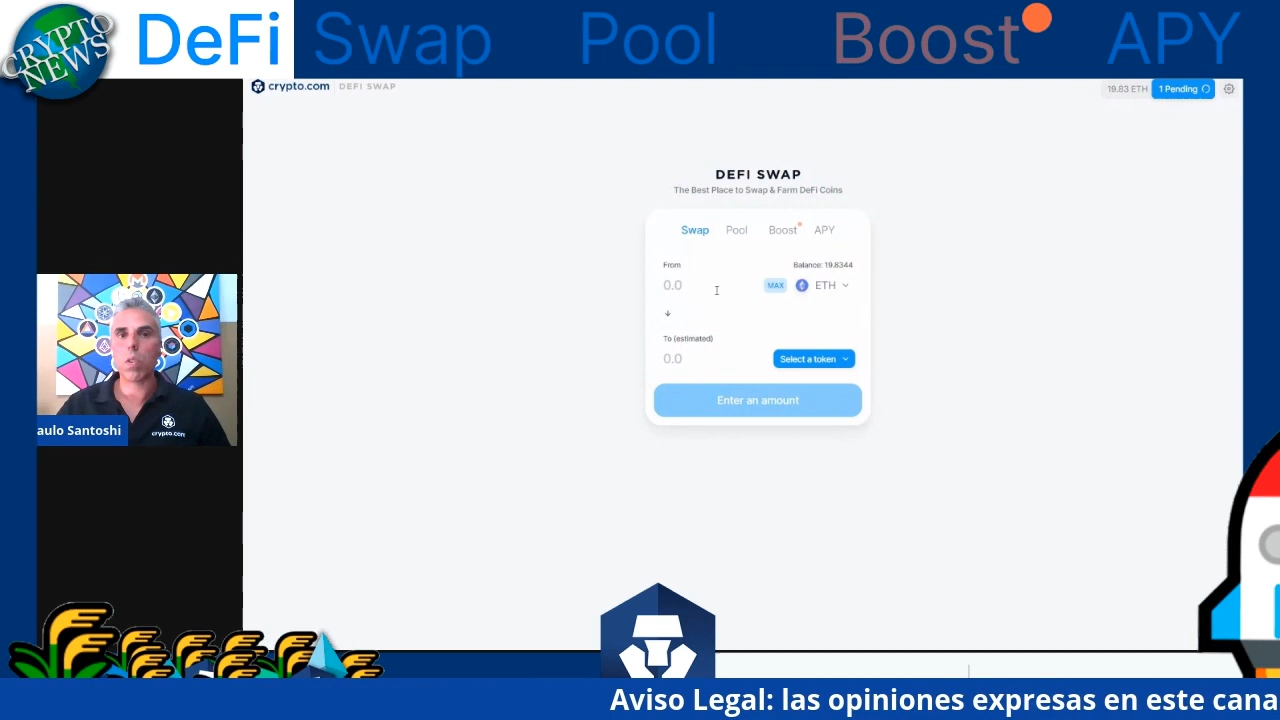 CRYPTO
NEWS
DeFi Swap Pool Boost APY
crypto.com DEFI SWAP
19.83 ETH 1 Pending
DEFI SWAP
The Best Place to Swap & Farm DeFi Coins
Swap Pool Boost APY
From Balance: 19.8344
0.0 MAX ETH
To (estimated)
0.0 Select a token
Enter an amount
aulo Santoshi
crypto.com
Aviso Legal: las opiniones expresas en este cana